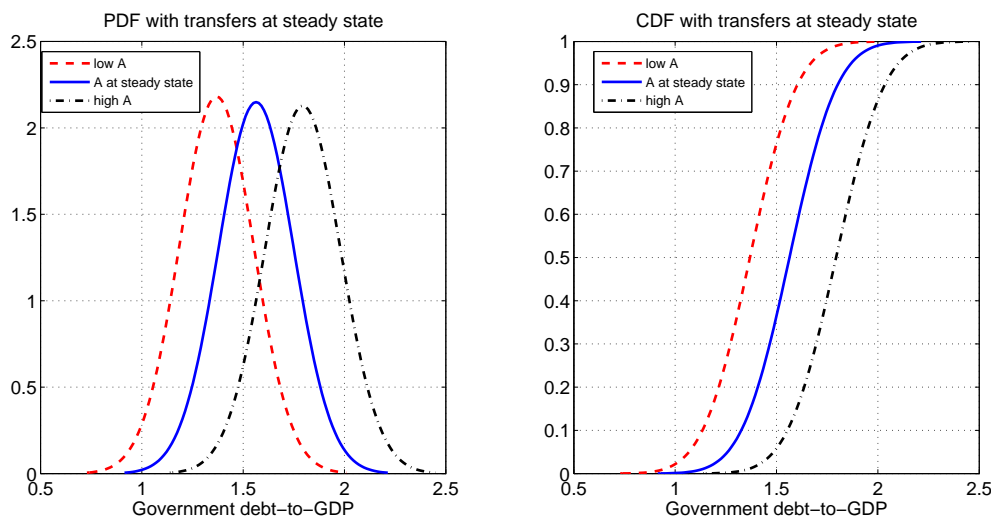 PDF with transfers at steady state
2.5
2
1.5
1
0.5
0
low A
A at steady state
high A
0.5 1 1.5 2 2.5
Government debt−to−GDP
CDF with transfers at steady state
1
0.9
0.8
0.7
0.6
0.5
0.4
0.3
0.2
0.1
0
low A
A at steady state
high A
0.5 1 1.5 2 2.5
Government debt−to−GDP